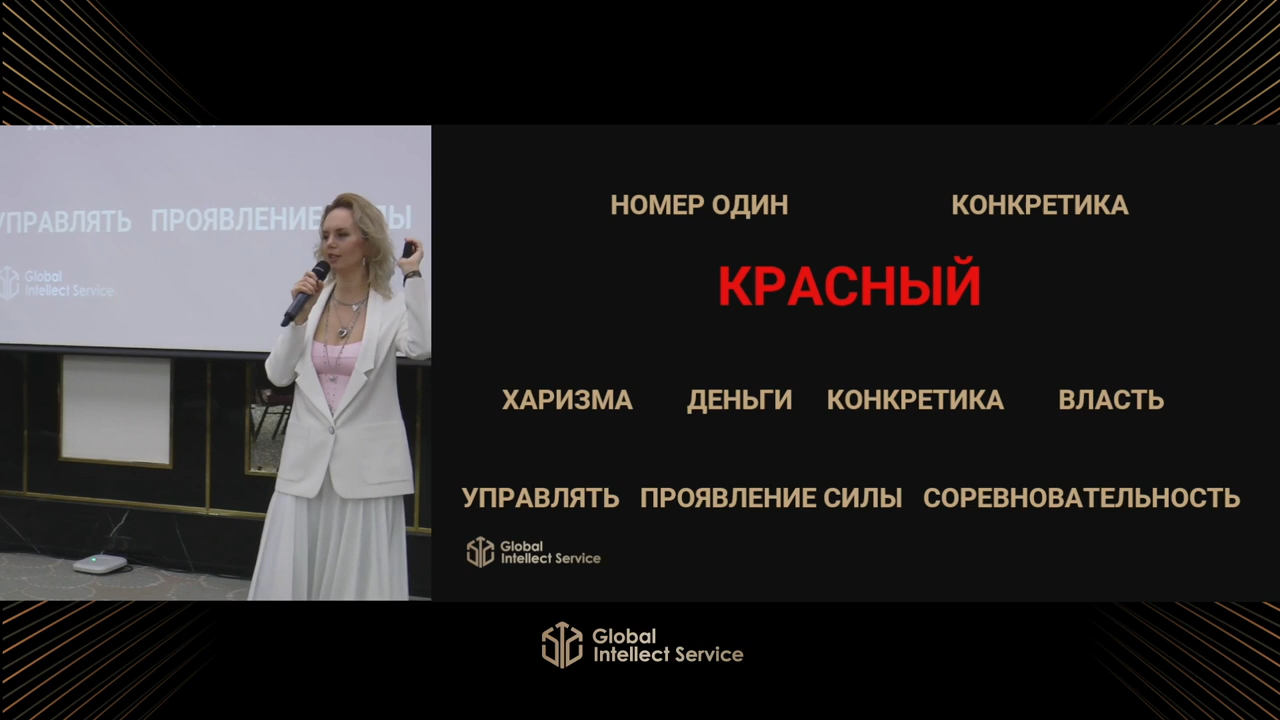 УПРАВЛЯТЬ ПРОЯВЛЕНИЕ
Global
Intellect Service
НОМЕР ОДИН КОНКРЕТИКА
КРАСНЫЙ
ХАРИЗМА ДЕНЬГИ КОНКРЕТИКА ВЛАСТЬ
УПРАВЛЯТЬ ПРОЯВЛЕНИЕ СИЛЫ СОРЕВНОВАТЕЛЬНОСТЬ
Global
Intellect Service
Global
Intellect Service